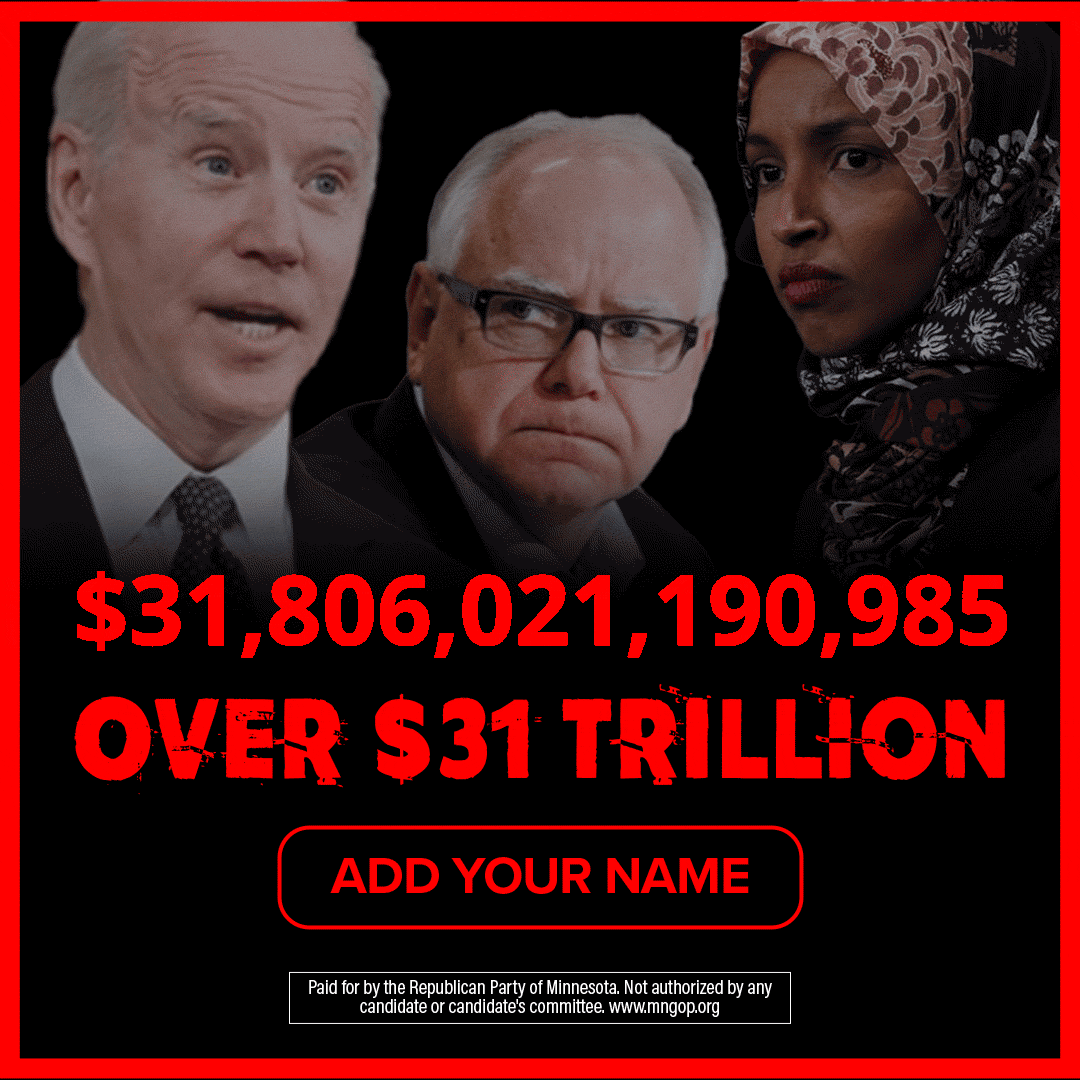 $31,806,021,190,985
OVER $31 TRILLION
ADD YOUR NAME
Paid for by the Republican Party of Minnesota. Not authorized by any
candidate or candidate's committee. www.mngop.org